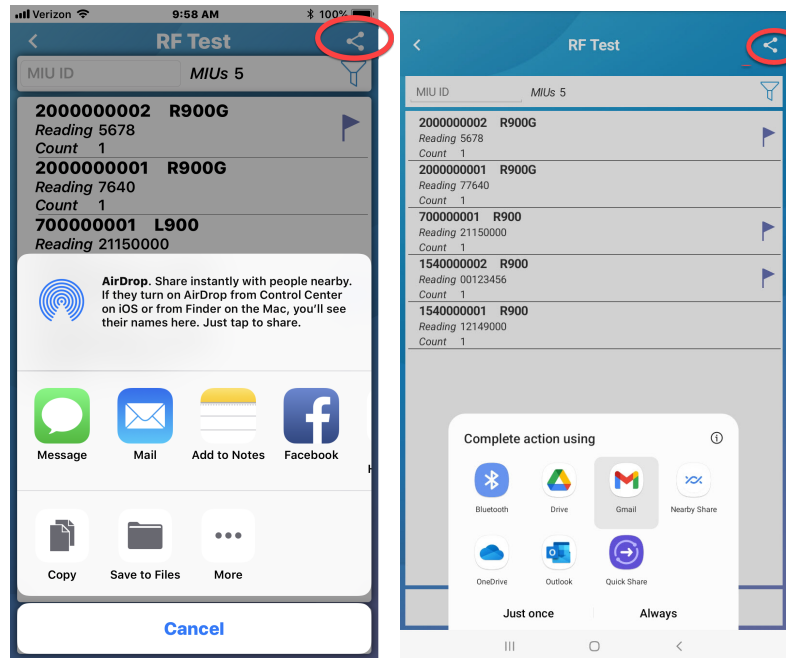 Verizon 9:58 AM 100%
RF Test
MIU ID MIUs 5
2000000002 R900G
Reading 5678
Count 1
2000000001 R900G
Reading 7640
Count 1
700000001 L900
Reading 21150000
AirDrop. Share instantly with people nearby.
If they turn on AirDrop from Control Center
on iOS or from Finder on the Mac, you'll see
their names here. Just tap to share.
Message Mail Add to Notes Facebook
Copy Save to Files More
Cancel
RF Test
MIU ID MIUs 5
2000000002 R900G
Reading 5678
Count 1
2000000001 R900G
Reading 77640
Count 1
700000001 R900
Reading 21150000
Count 1
1540000002 R900
Reading 00123456
Count 1
1540000001 R900
Reading 12149000
Count 1
Complete action using
Bluetooth Drive Gmail Nearby Share
OneDrive Outlook Quick Share
Just once Always